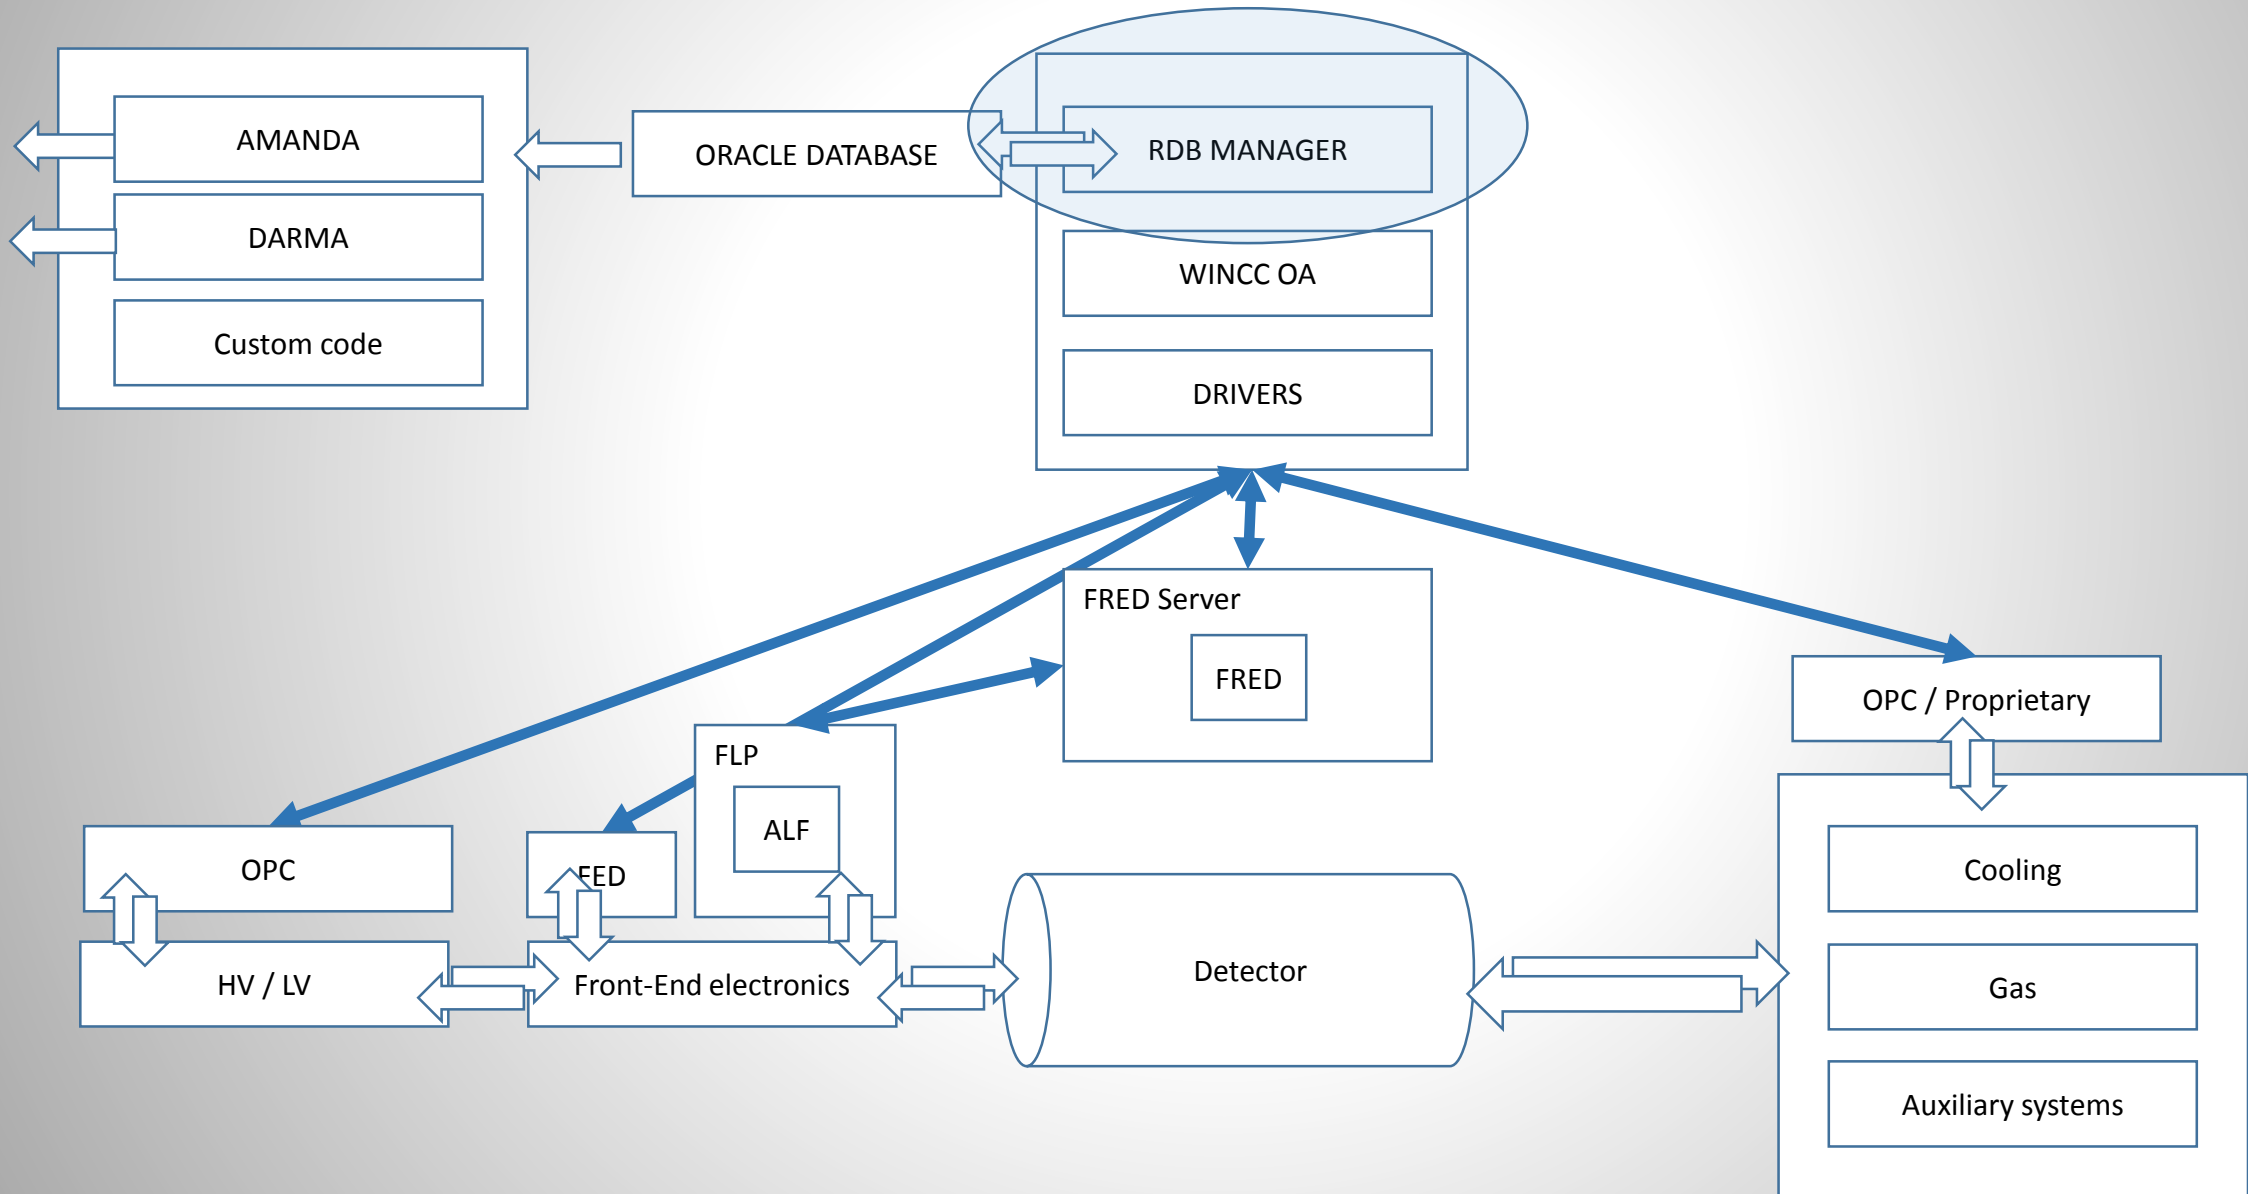 AMANDA
DARMA
Custom code
ORACLE DATABASE
RDB MANAGER
WINCC OA
DRIVERS
FRED Server
FRED
OPC / Proprietary
FLP
ALF
OPC
FED
HV / LV
Front-End electronics
Detector
Cooling
Gas
Auxiliary systems